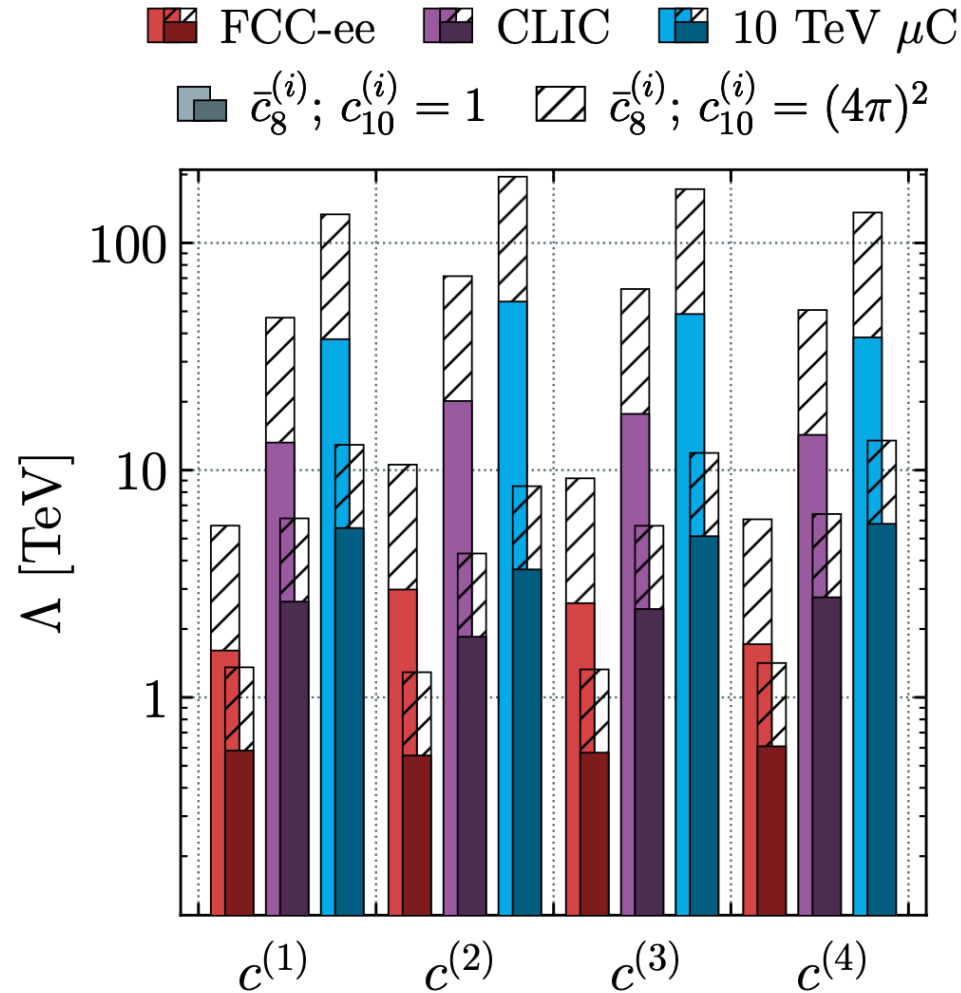 FCC-ee CLIC 10 TeV μC
c̄₈⁽ⁱ⁾; c₁₀⁽ⁱ⁾ = 1 c̄₈⁽ⁱ⁾; c₁₀⁽ⁱ⁾ = (4π)²
Λ [TeV]
100
10
1
c⁽¹⁾ c⁽²⁾ c⁽³⁾ c⁽⁴⁾